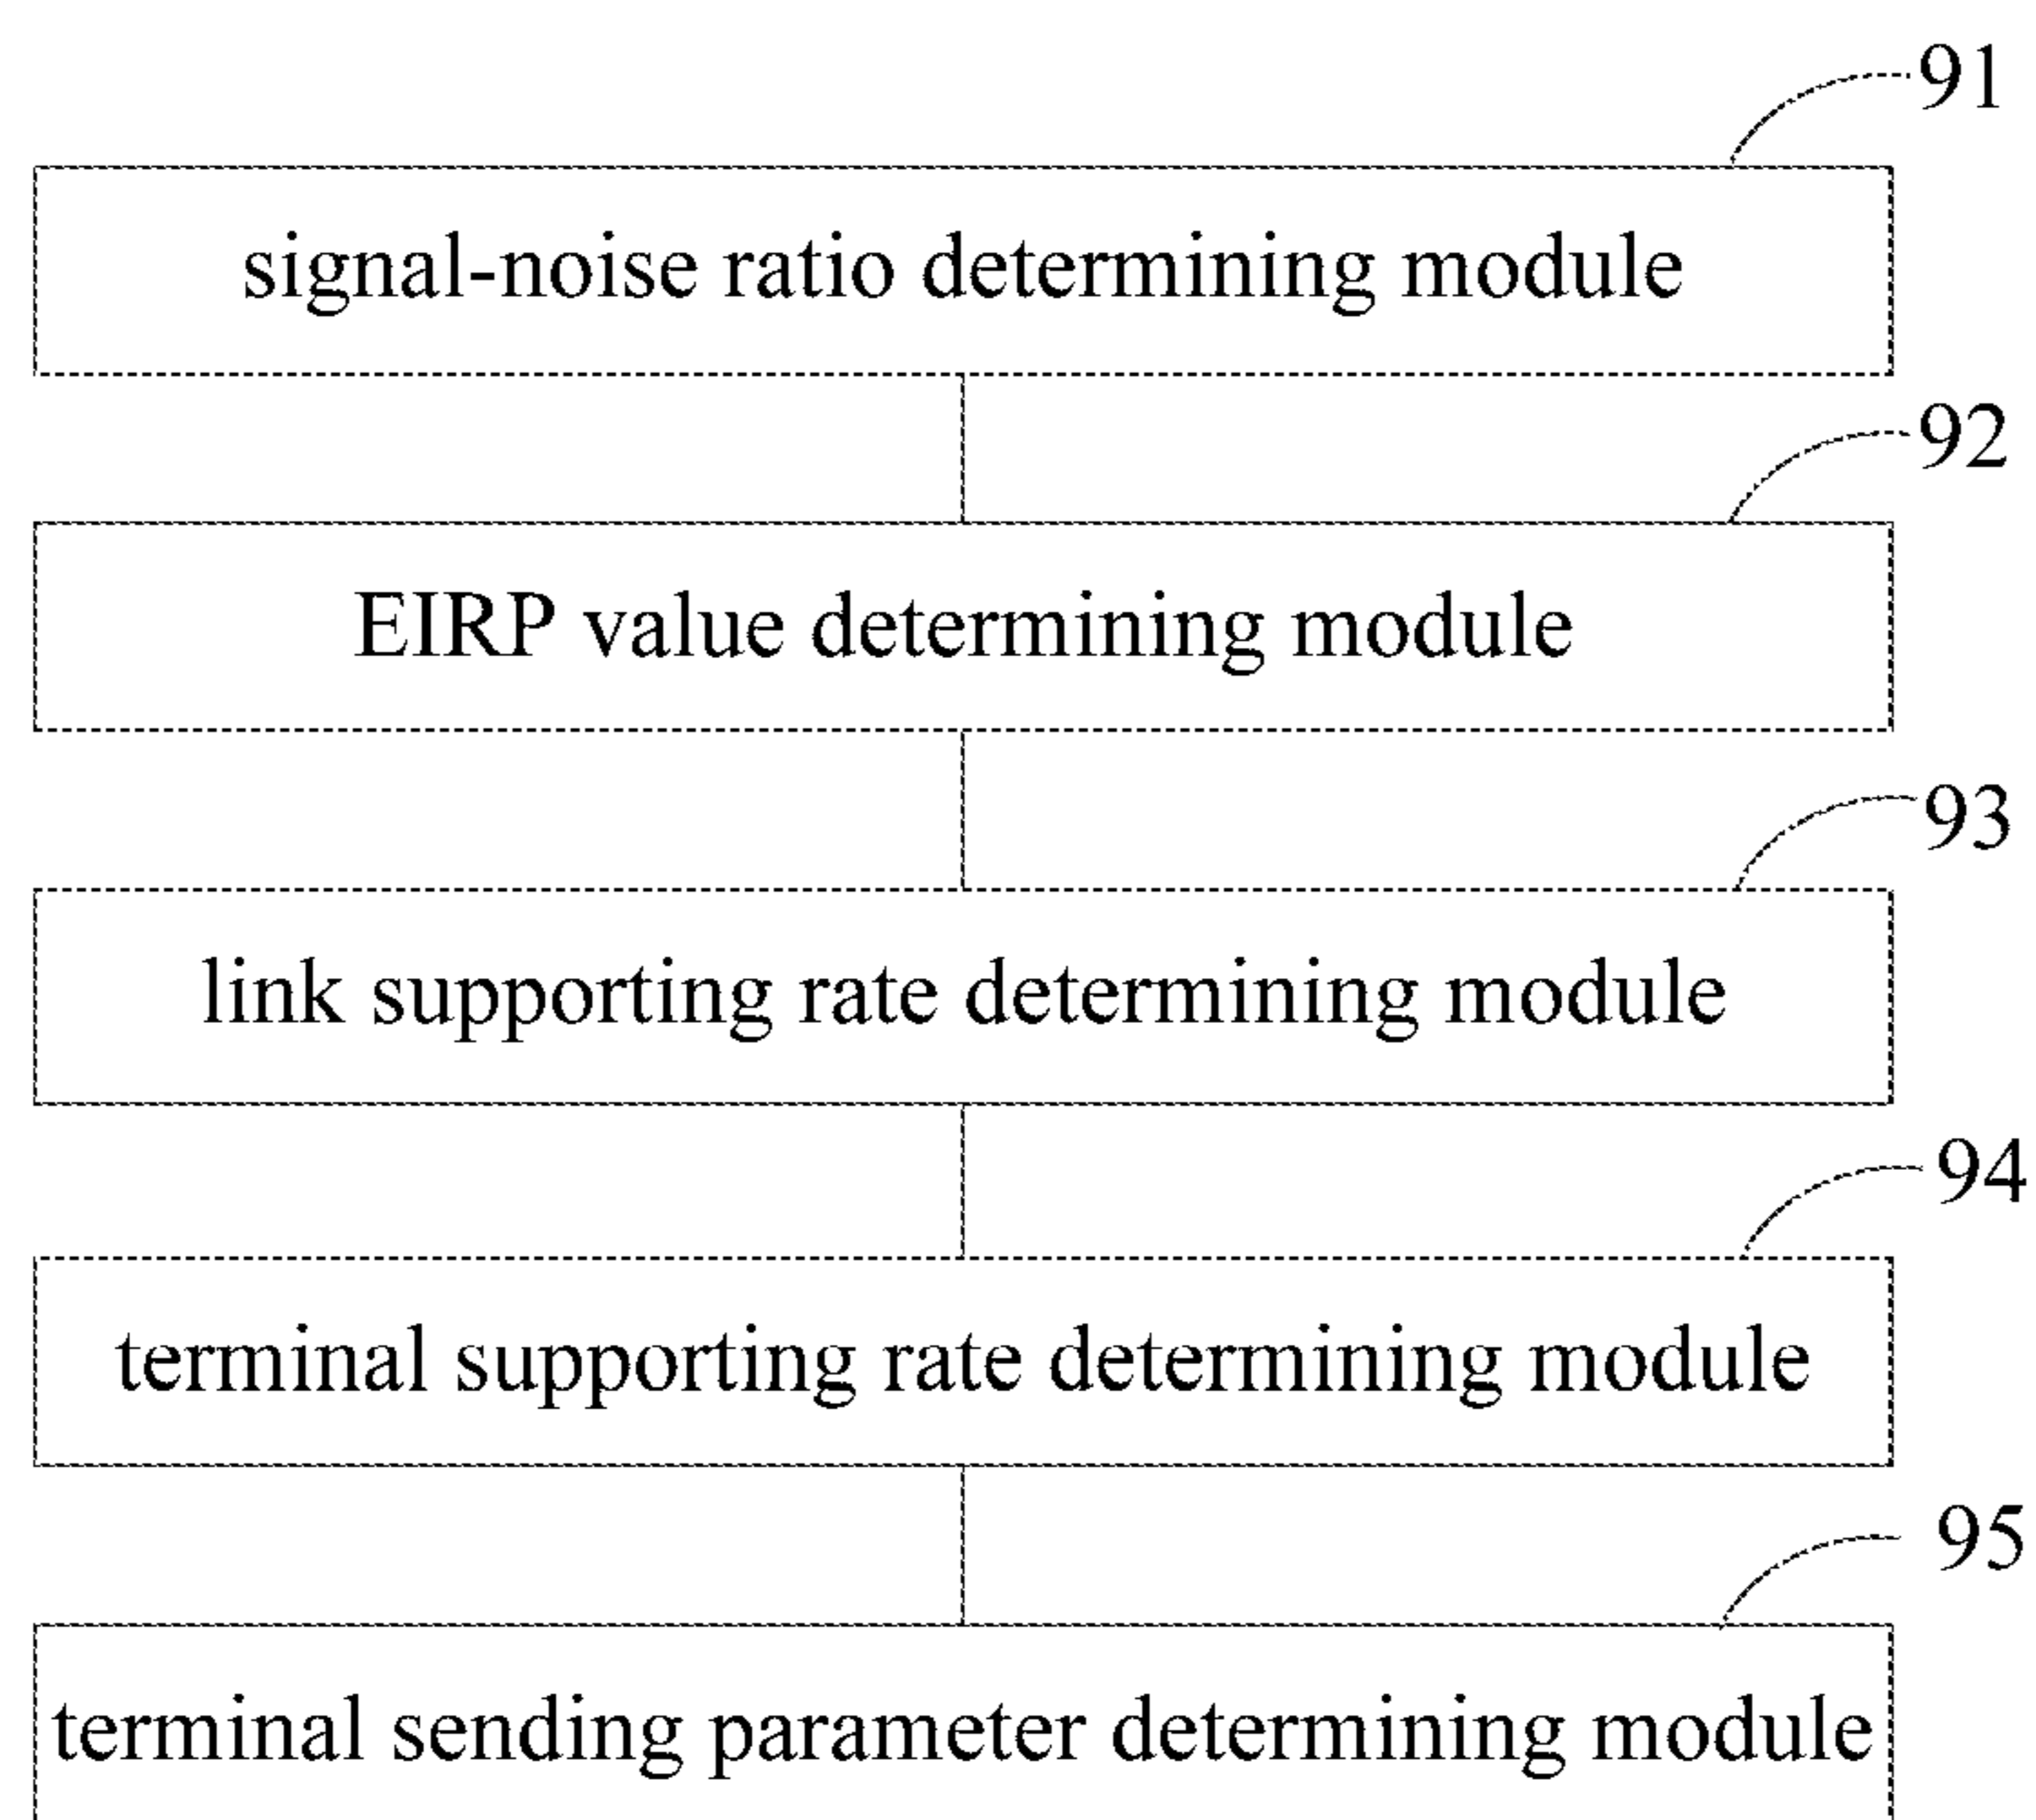 91
signal-noise ratio determining module
92
EIRP value determining module
93
link supporting rate determining module
94
terminal supporting rate determining module
95
terminal sending parameter determining module